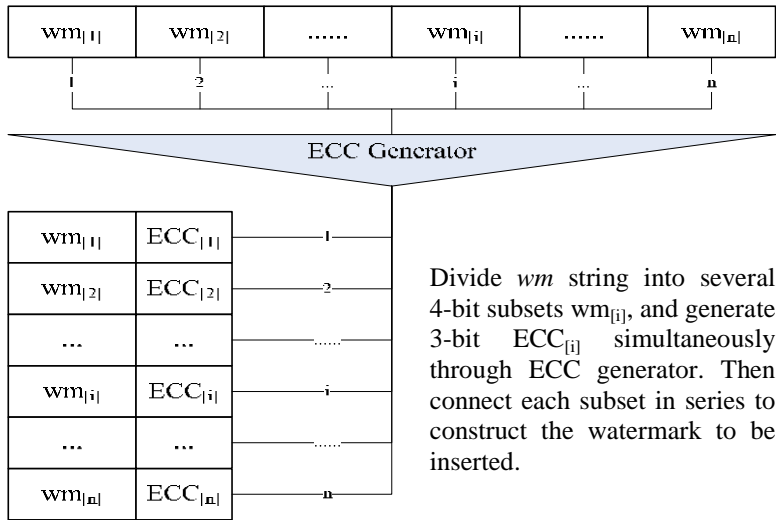 wm[1] wm[2] ...... wm[i] ...... wm[n]
1 2 ... i ... n
ECC Generator
wm[1] ECC[1] 1
wm[2] ECC[2] 2
... ... ......
wm[i] ECC[i] i
... ... ......
wm[n] ECC[n] n
Divide wm string into several
4-bit subsets wm[i], and generate
3-bit ECC[i] simultaneously
through ECC generator. Then
connect each subset in series to
construct the watermark to be
inserted.